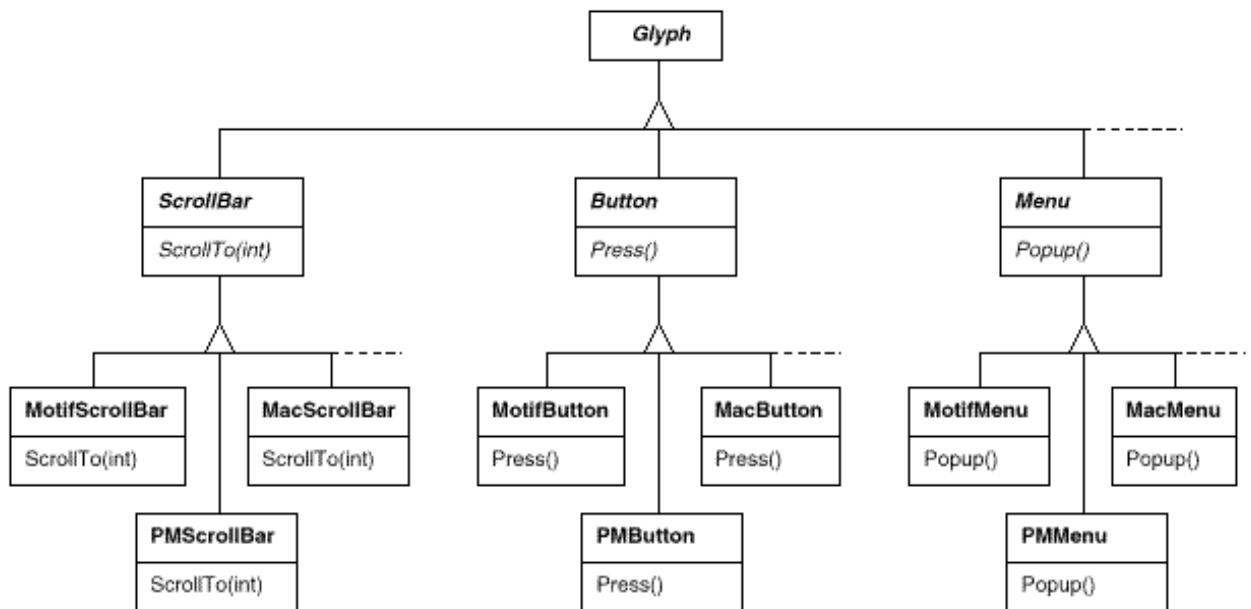 Glyph
ScrollBar
ScrollTo(int)
Button
Press()
Menu
Popup()
MotifScrollBar
ScrollTo(int)
MacScrollBar
ScrollTo(int)
MotifButton
Press()
MacButton
Press()
MotifMenu
Popup()
MacMenu
Popup()
PMScrollBar
ScrollTo(int)
PMButton
Press()
PMMenu
Popup()